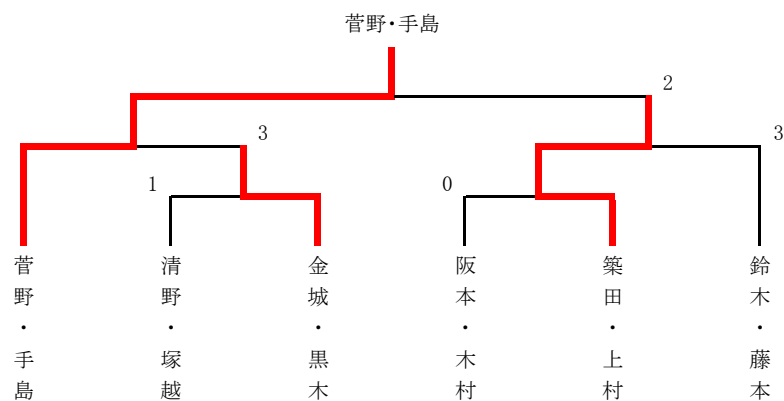 菅野・手島
2
3
3
1
0
菅野・手島
清野・塚越
金城・黒木
阪本・木村
築田・上村
鈴木・藤本